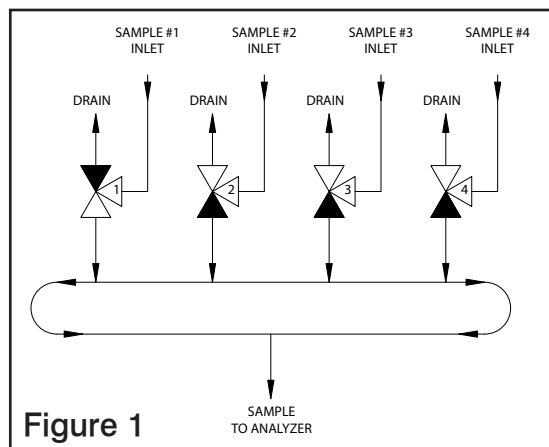 SAMPLE #1 SAMPLE #2 SAMPLE #3 SAMPLE #4
INLET INLET INLET INLET
DRAIN DRAIN DRAIN DRAIN
1 2 3 4
SAMPLE
TO ANALYZER
Figure 1